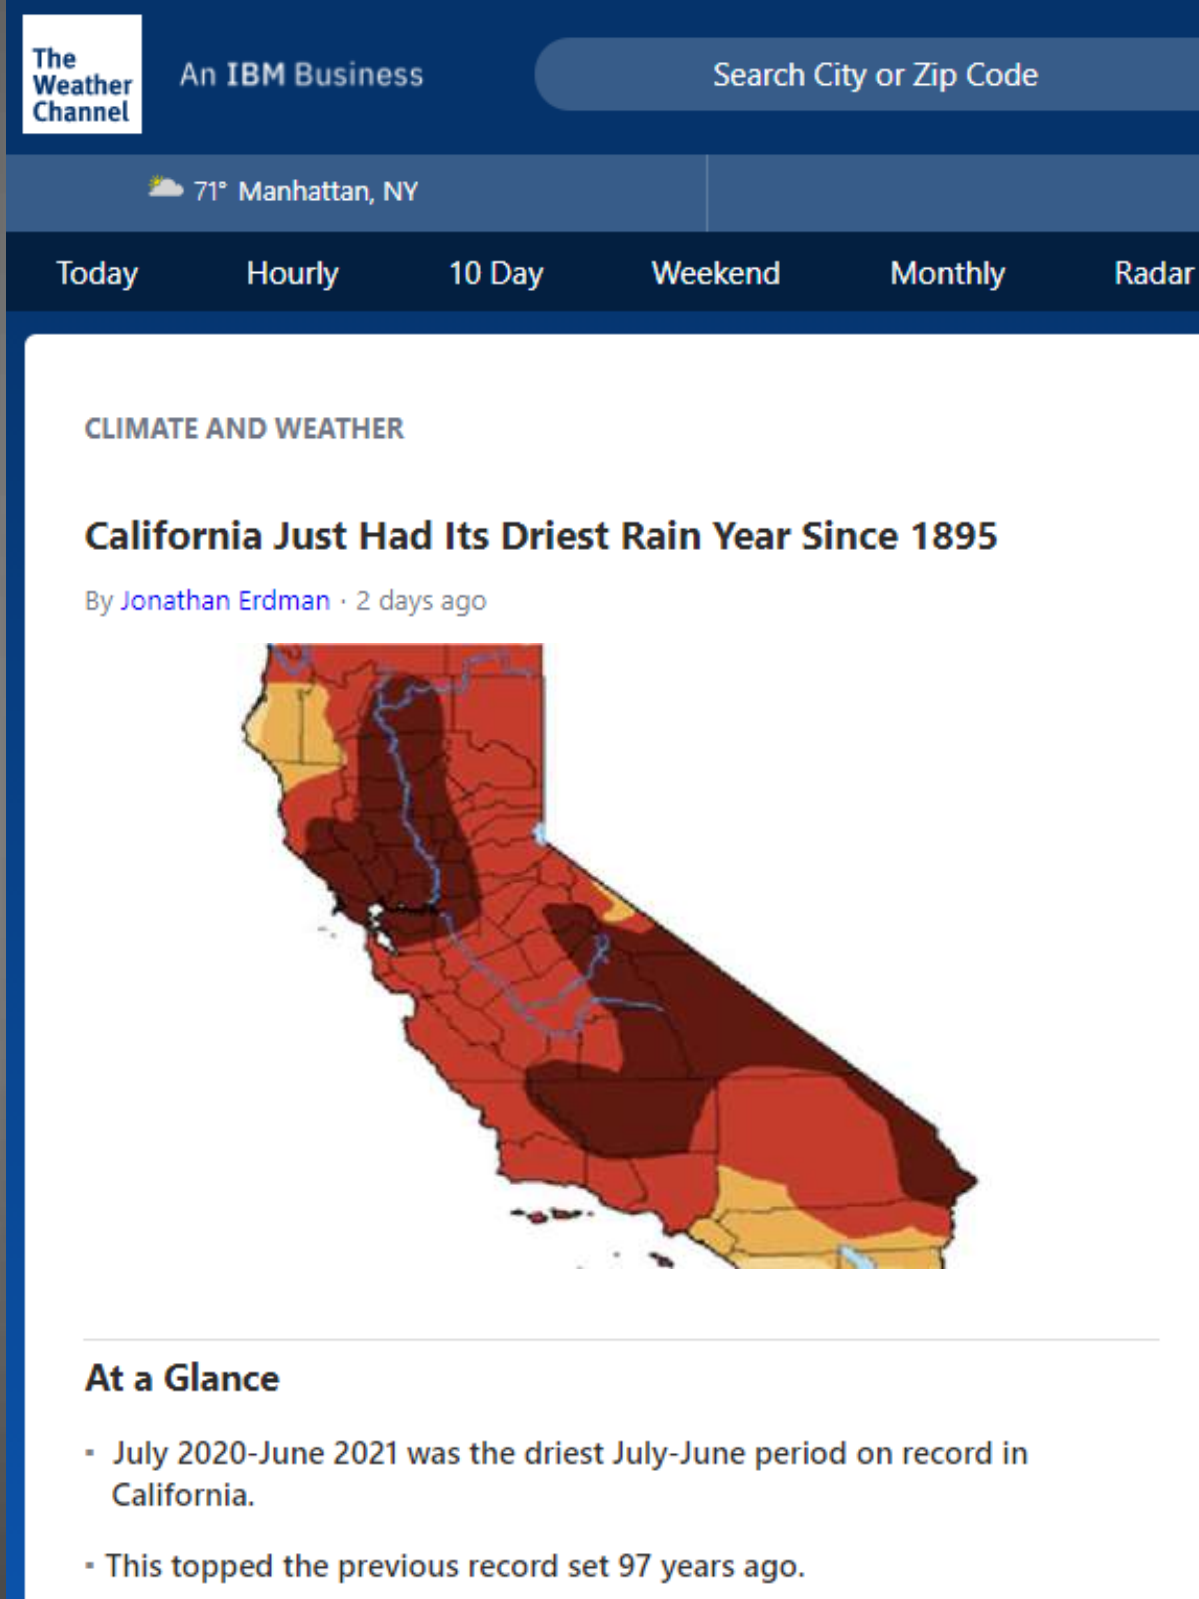 The
Weather
Channel
An IBM Business
Search City or Zip Code
71° Manhattan, NY
Today Hourly 10 Day Weekend Monthly Radar
CLIMATE AND WEATHER
California Just Had Its Driest Rain Year Since 1895
By Jonathan Erdman · 2 days ago
At a Glance
▪ July 2020-June 2021 was the driest July-June period on record in
California.
▪ This topped the previous record set 97 years ago.